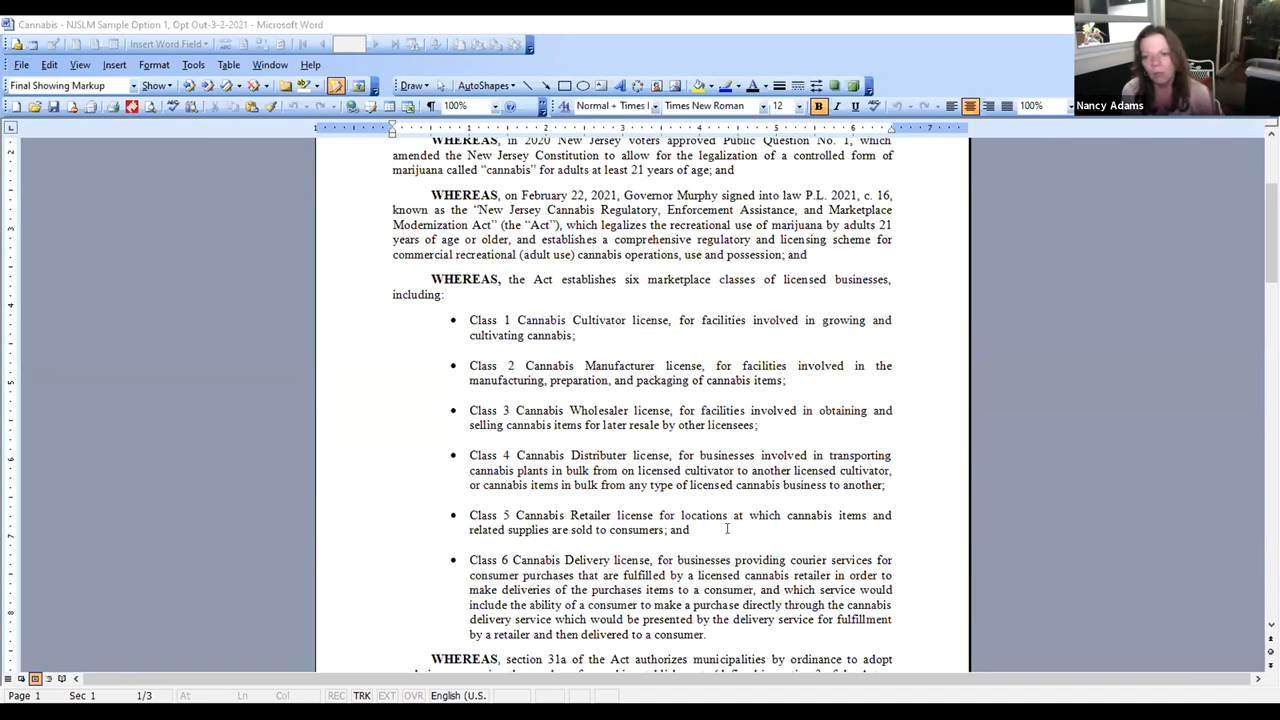 Cannabis - NJSLM Sample Option 1, Opt Out-3-2-2021 - Microsoft Word
Insert Word Field
File Edit View Insert Format Tools Table Window Help
Final Showing Markup Show 100% Draw AutoShapes
100% Normal + Times Times New Roman 12 B I U 100%
Nancy Adams
1 1 2 3 4 5 6 7
WHEREAS, in 2020 New Jersey voters approved Public Question No. 1, which
amended the New Jersey Constitution to allow for the legalization of a controlled form of
marijuana called “cannabis” for adults at least 21 years of age; and
WHEREAS, on February 22, 2021, Governor Murphy signed into law P.L. 2021, c. 16,
known as the “New Jersey Cannabis Regulatory, Enforcement Assistance, and Marketplace
Modernization Act” (the “Act”), which legalizes the recreational use of marijuana by adults 21
years of age or older, and establishes a comprehensive regulatory and licensing scheme for
commercial recreational (adult use) cannabis operations, use and possession; and
WHEREAS, the Act establishes six marketplace classes of licensed businesses,
including:
• Class 1 Cannabis Cultivator license, for facilities involved in growing and
cultivating cannabis;
• Class 2 Cannabis Manufacturer license, for facilities involved in the
manufacturing, preparation, and packaging of cannabis items;
• Class 3 Cannabis Wholesaler license, for facilities involved in obtaining and
selling cannabis items for later resale by other licensees;
• Class 4 Cannabis Distributer license, for businesses involved in transporting
cannabis plants in bulk from on licensed cultivator to another licensed cultivator,
or cannabis items in bulk from any type of licensed cannabis business to another;
• Class 5 Cannabis Retailer license for locations at which cannabis items and
related supplies are sold to consumers; and
• Class 6 Cannabis Delivery license, for businesses providing courier services for
consumer purchases that are fulfilled by a licensed cannabis retailer in order to
make deliveries of the purchases items to a consumer, and which service would
include the ability of a consumer to make a purchase directly through the cannabis
delivery service which would be presented by the delivery service for fulfillment
by a retailer and then delivered to a consumer.
WHEREAS, section 31a of the Act authorizes municipalities by ordinance to adopt
Page 1 Sec 1 1/3 At Ln Col REC TRK EXT OVR English (U.S.